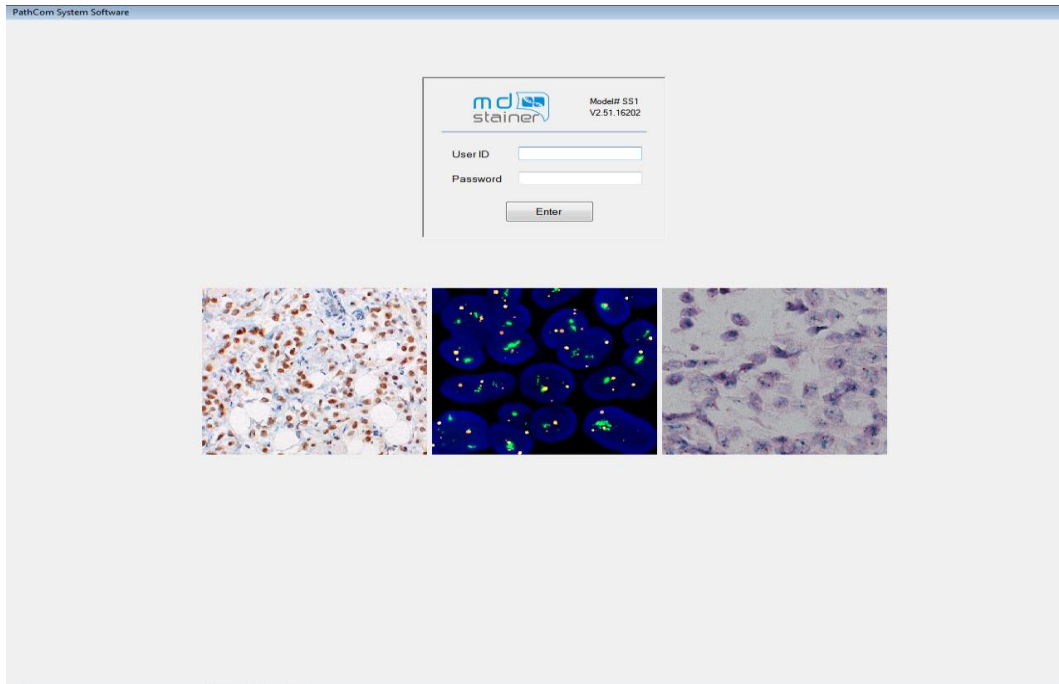 PathCom System Software
md
stainer
Model# SS1
V2.51.16202
User ID
Password
Enter